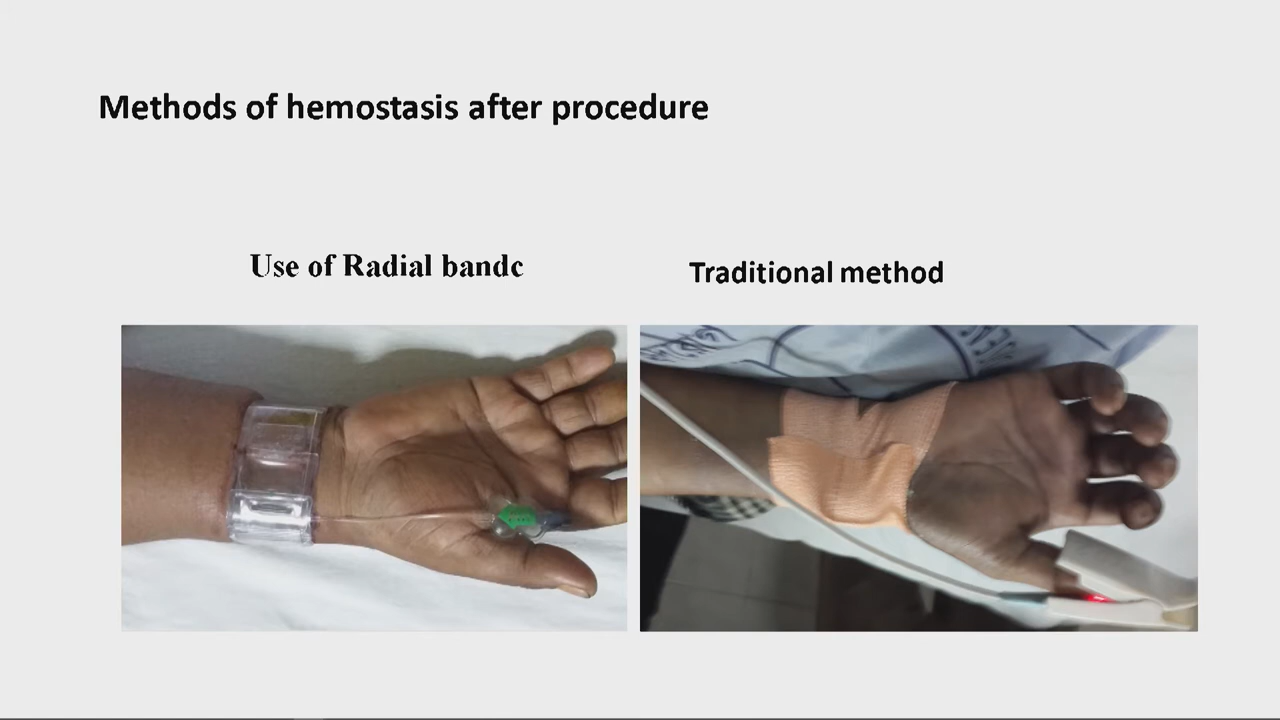 Methods of hemostasis after procedure
Use of Radial bandc
Traditional method